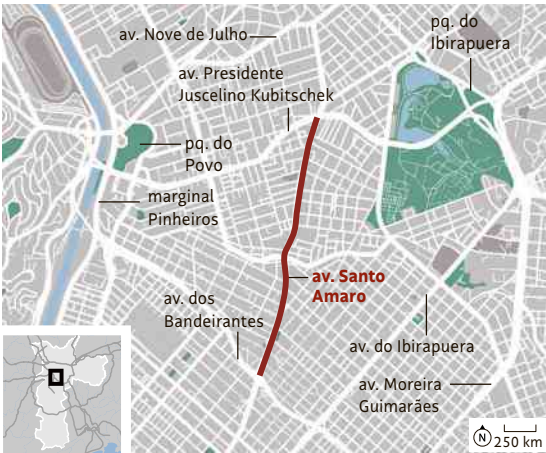 av. Nove de Julho
pq. do
Ibirapuera
av. Presidente
Juscelino Kubitschek
pq. do
Povo
marginal
Pinheiros
av. Santo
Amaro
av. dos
Bandeirantes
av. do Ibirapuera
av. Moreira
Guimarães
N
250 km